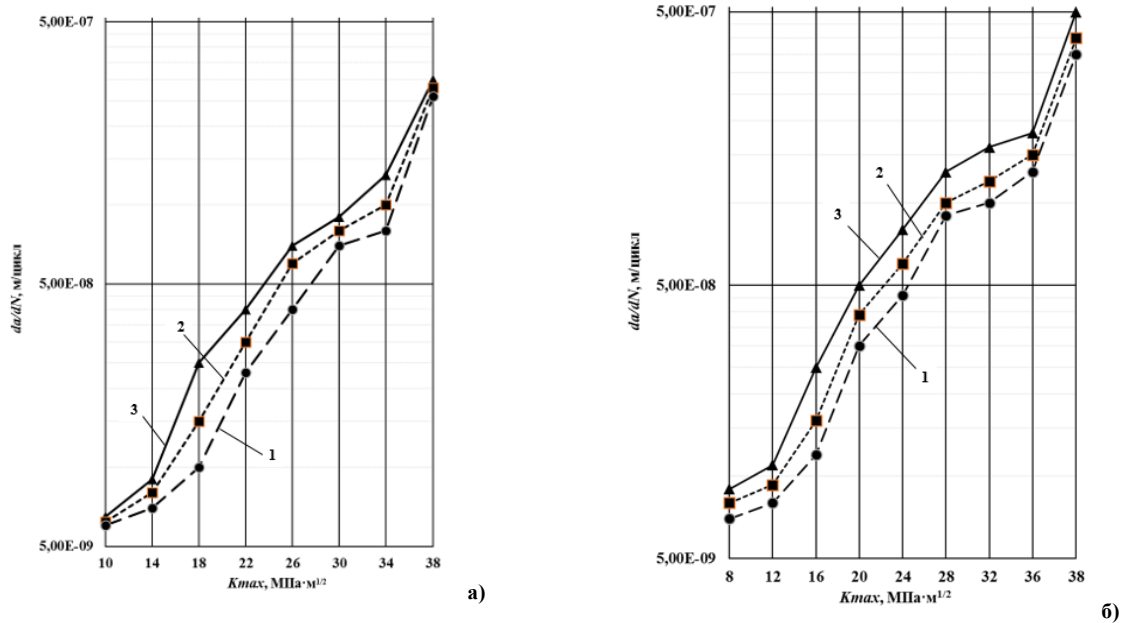 5,00E-07
5,00E-08
5,00E-09
da/dN, м/цикл
3
2
1
10 14 18 22 26 30 34 38
Kmax, МПа·м1/2
а)
5,00E-07
5,00E-08
5,00E-09
da/dN, м/цикл
2
3
1
8 12 16 20 24 28 32 36 38
Kmax, МПа·м1/2
б)